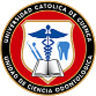 UNIVERSIDAD CATOLICA DE CUENCA
UNIDAD DE CIENCIA ODONTOLOGICA